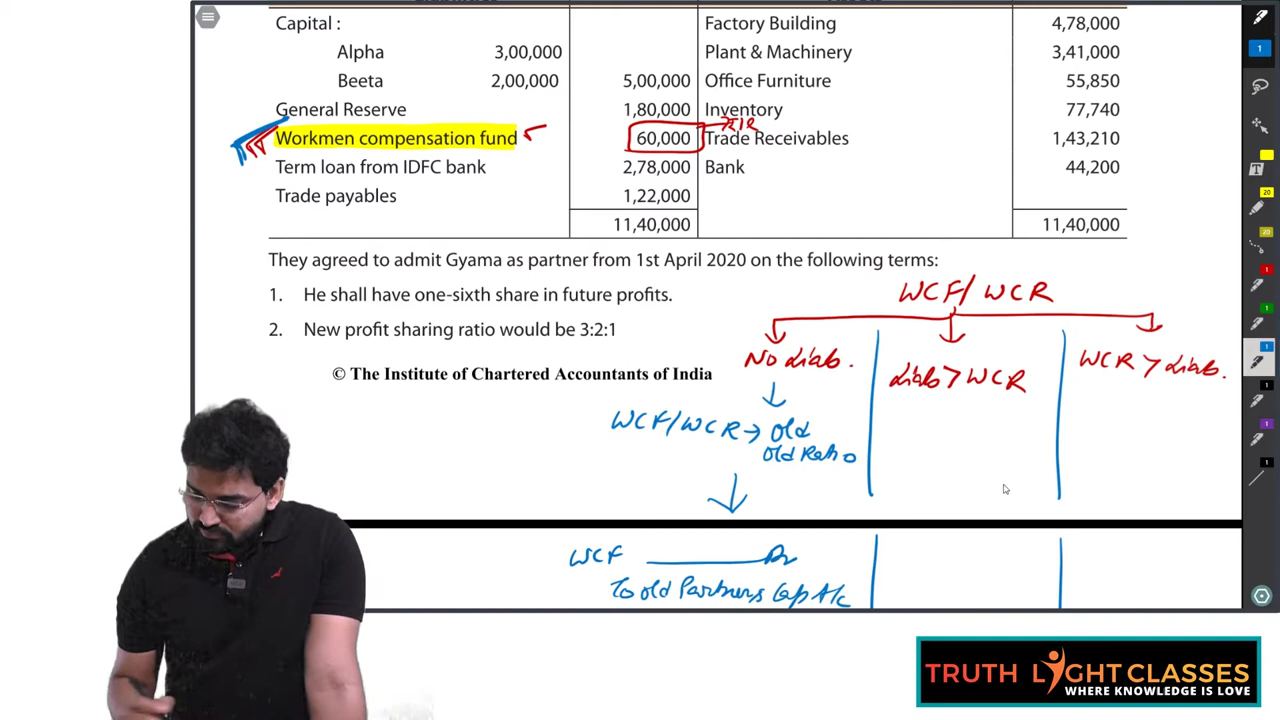 Capital : Factory Building 4,78,000
Alpha 3,00,000 Plant & Machinery 3,41,000
Beeta 2,00,000 5,00,000 Office Furniture 55,850
General Reserve 1,80,000 Inventory 77,740
Workmen compensation fund 60,000 Trade Receivables 1,43,210
Term loan from IDFC bank 2,78,000 Bank 44,200
Trade payables 1,22,000
11,40,000 11,40,000
They agreed to admit Gyama as partner from 1st April 2020 on the following terms:
1. He shall have one-sixth share in future profits.
2. New profit sharing ratio would be 3:2:1
© The Institute of Chartered Accountants of India
WCF/WCR
No Liab.
Liab > WCR
WCR > Liab.
WCF/WCR → Old
Old Ratio
WCF Dr
To Old Partners Cap A/c
TRUTH LIGHT CLASSES
WHERE KNOWLEDGE IS LOVE